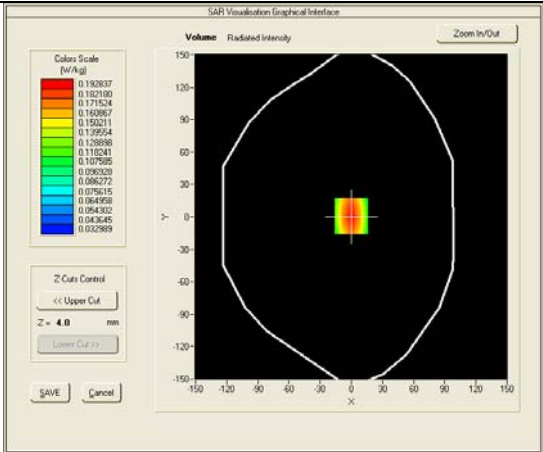 SAR Visualisation Graphical Interface
Volume Radiated Intensity
Zoom In/Out
Colors Scale
(W/kg)
0.192837
0.182180
0.171524
0.160867
0.150211
0.139554
0.128898
0.118241
0.107585
0.096928
0.086272
0.075615
0.064958
0.054302
0.043645
0.032989
Z Cuts Control
<< Upper Cut
Z = 4.0 mm
Lower Cut >>
SAVE Cancel
150
120
90
60
30
0
-30
-60
-90
-120
-150
Y
-150 -120 -90 -60 -30 0 30 60 90 120 150
X